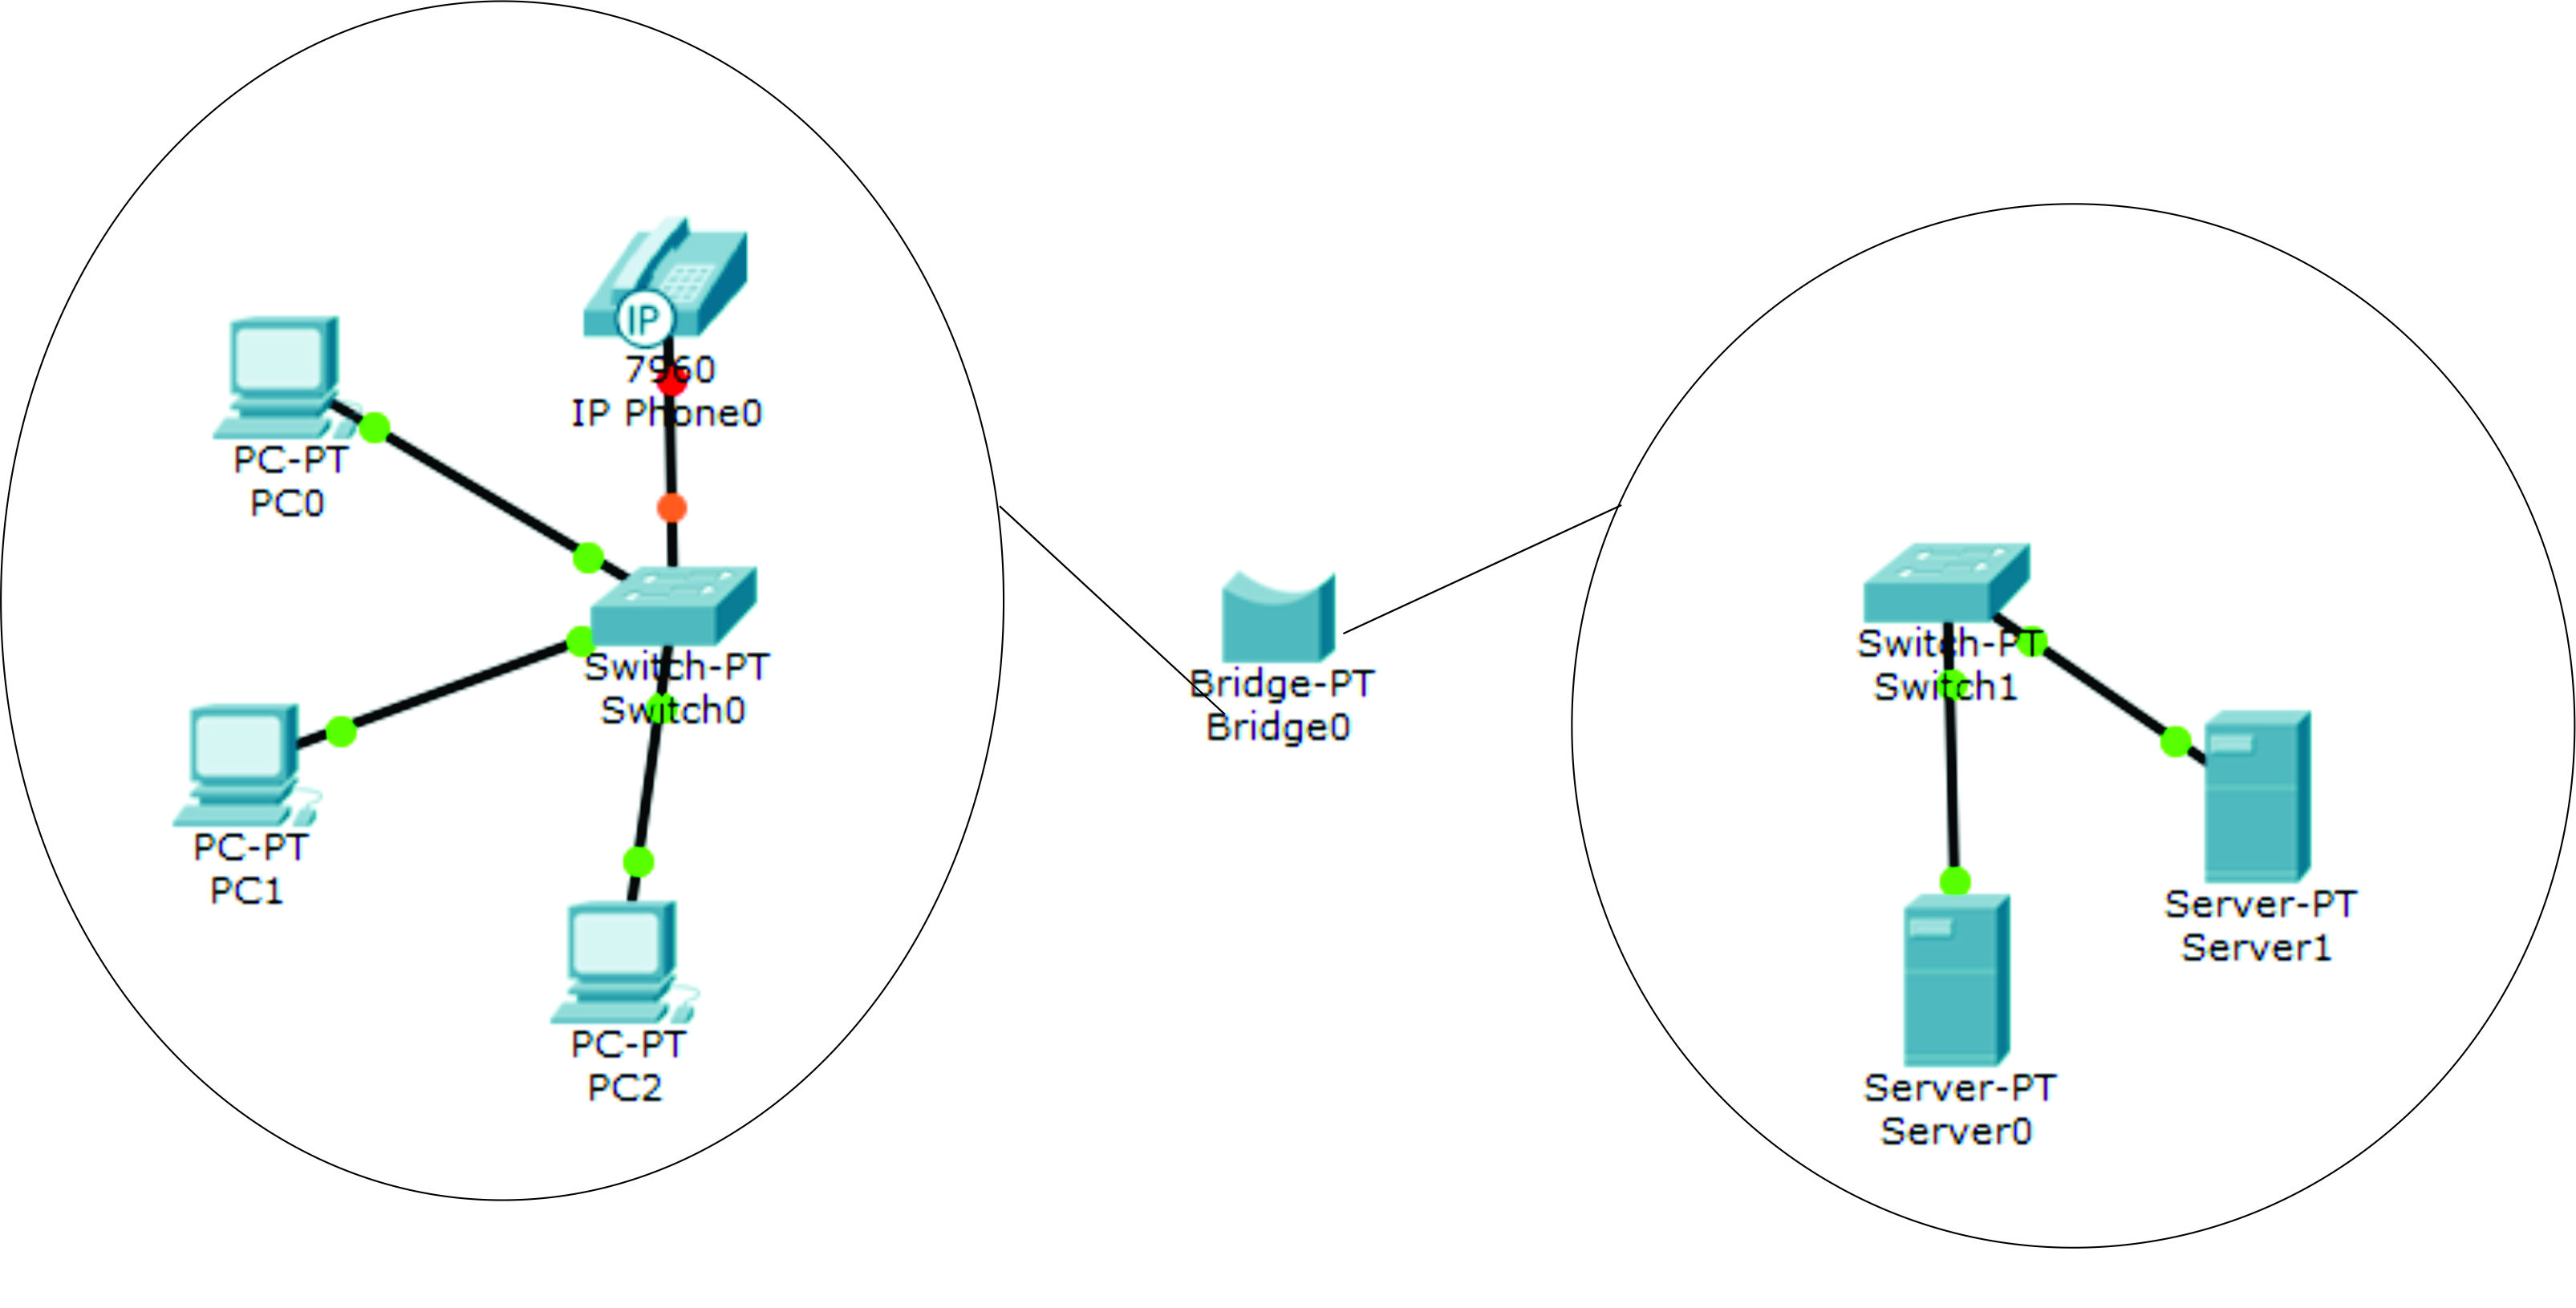 IP
7960
IP Phone0
PC-PT
PC0
Switch-PT
Switch0
PC-PT
PC1
PC-PT
PC2
Bridge-PT
Bridge0
Switch-PT
Switch1
Server-PT
Server1
Server-PT
Server0